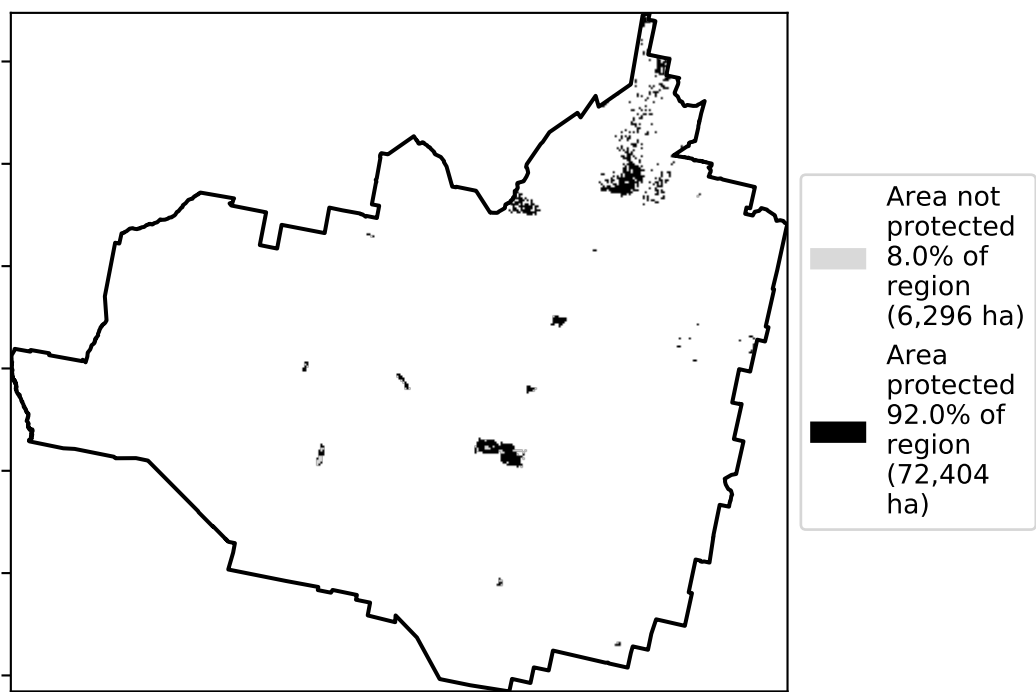 Area not
protected
8.0% of
region
(6,296 ha)
Area
protected
92.0% of
region
(72,404
ha)